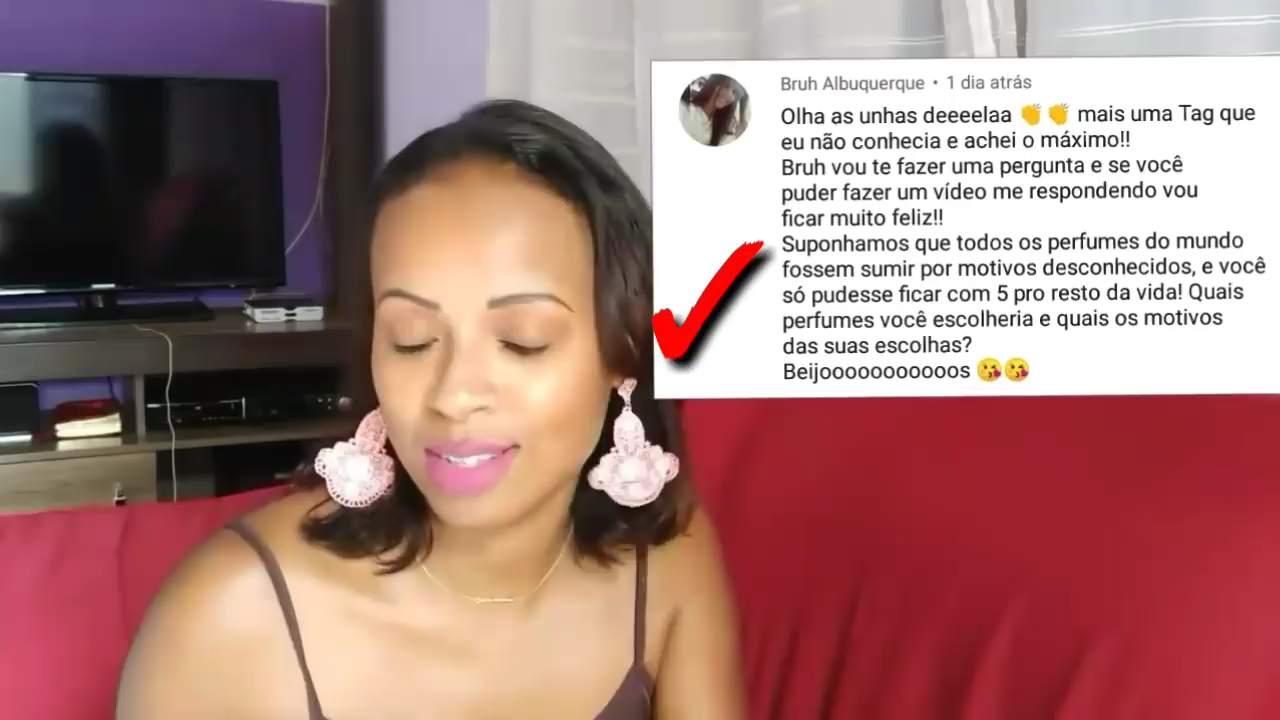 Bruh Albuquerque • 1 dia atrás
Olha as unhas deeeelaa 👏👏 mais uma Tag que
eu não conhecia e achei o máximo!!
Bruh vou te fazer uma pergunta e se você
puder fazer um vídeo me respondendo vou
ficar muito feliz!!
Suponhamos que todos os perfumes do mundo
fossem sumir por motivos desconhecidos, e você
só pudesse ficar com 5 pro resto da vida! Quais
perfumes você escolheria e quais os motivos
das suas escolhas?
Beijooooooooooos 😘😘